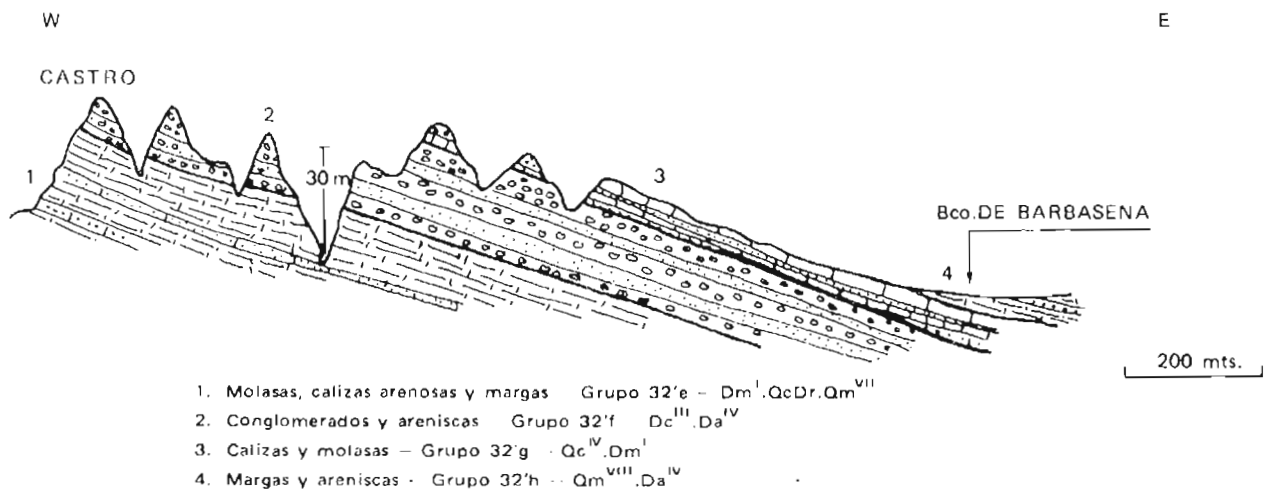 W E
CASTRO
2
T
3
1
30 m
Bco. DE BARBASENA
4
200 mts.
1. Molasas, calizas arenosas y margas Grupo 32'e – Dm^I.QcDr.Qm^VII
2. Conglomerados y areniscas Grupo 32'f Dc^III.Da^IV
3. Calizas y molasas – Grupo 32'g - Qc^IV.Dm^I
4. Margas y areniscas - Grupo 32'h -- Qm^VIII.Da^IV